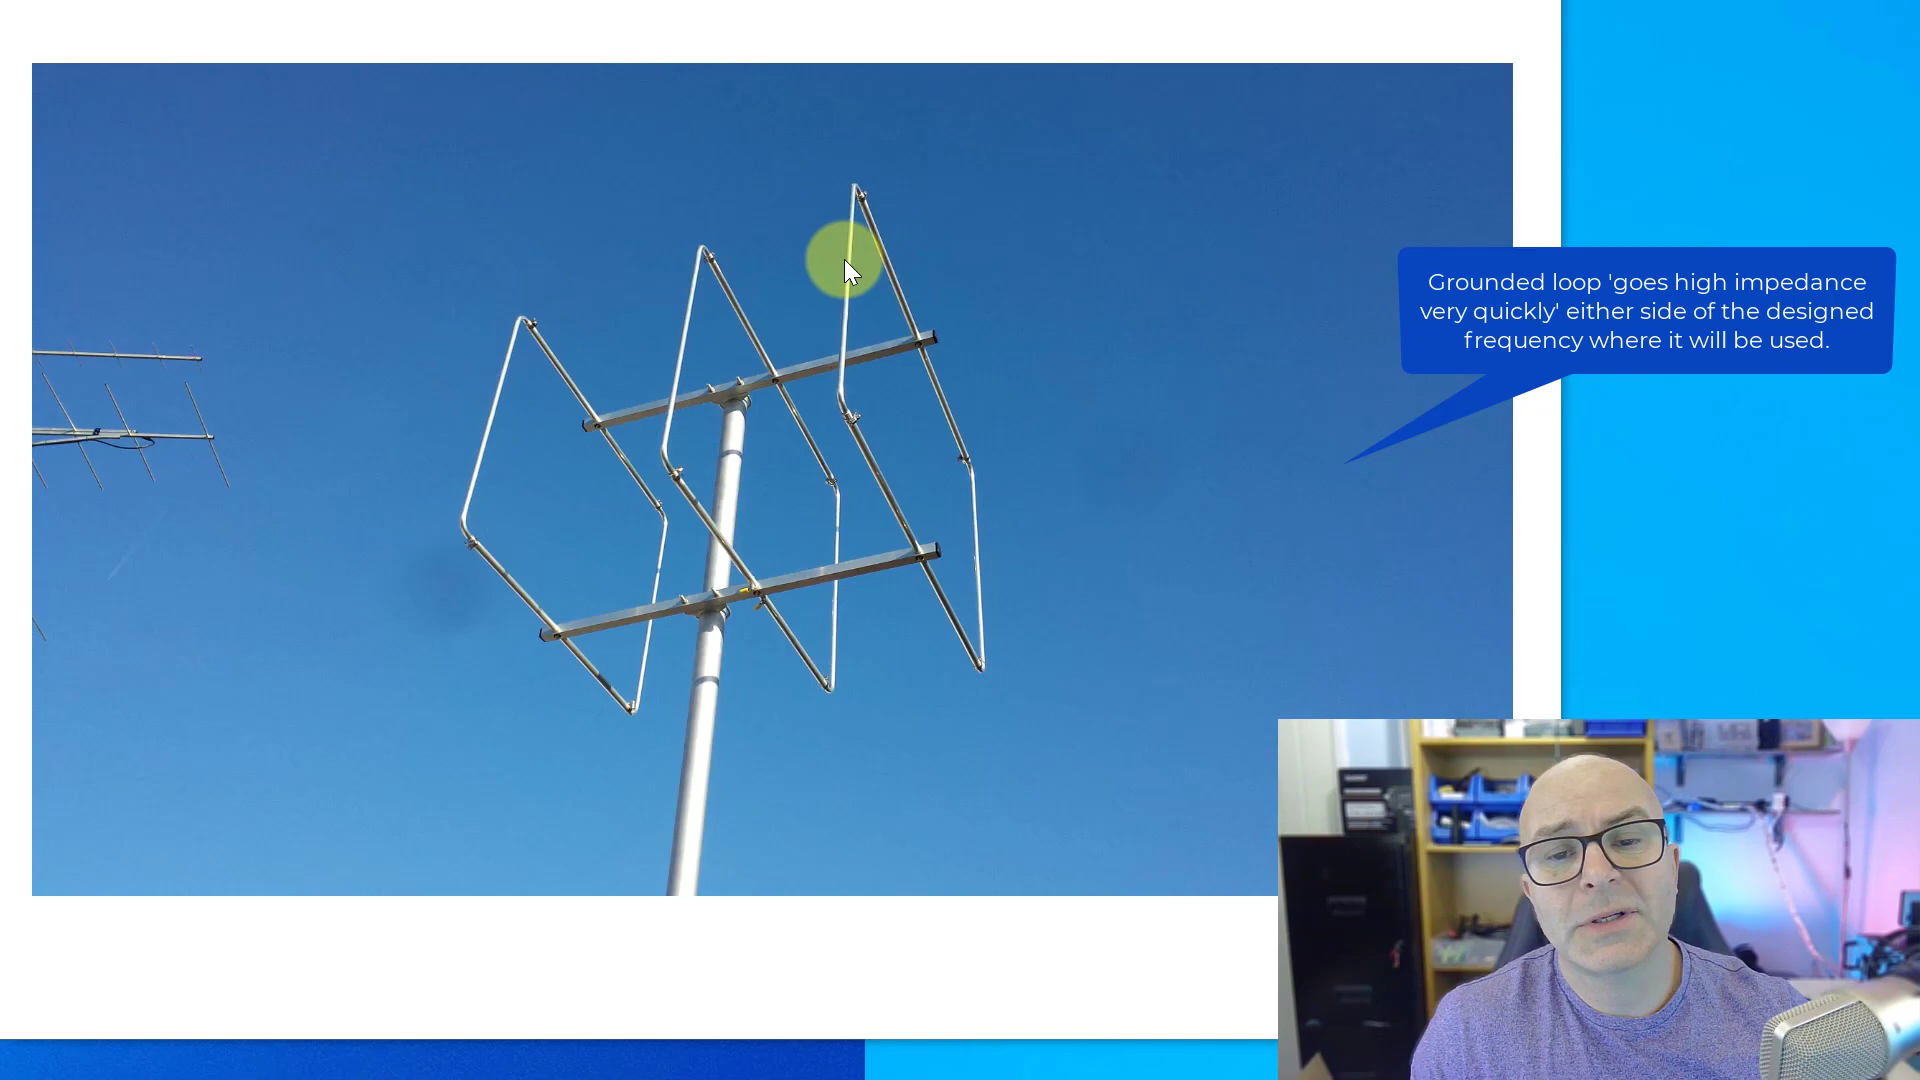 Grounded loop 'goes high impedance
very quickly' either side of the designed
frequency where it will be used.